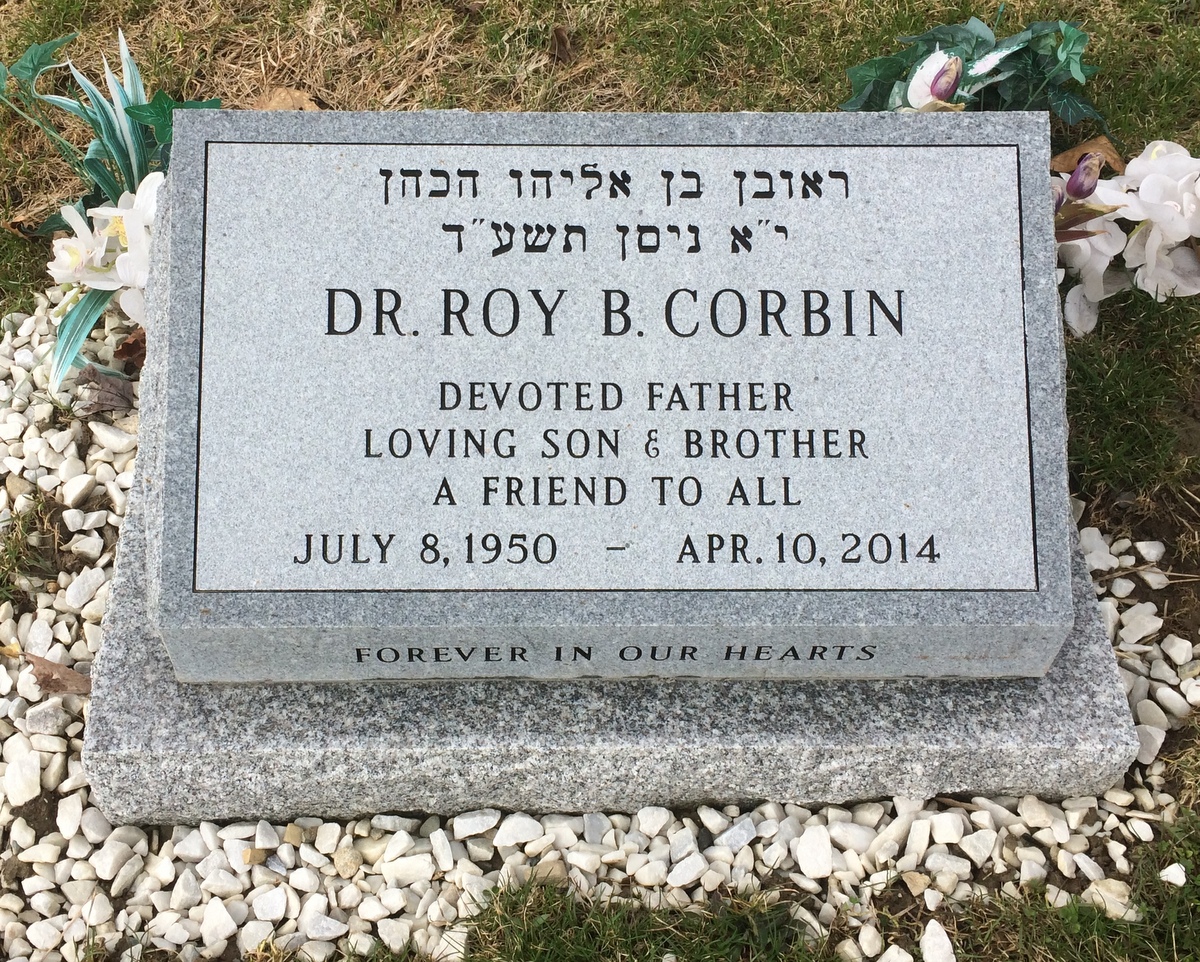 ראובן בן אליהו הכהן
י״א ניסן תשע״ד
DR. ROY B. CORBIN
DEVOTED FATHER
LOVING SON & BROTHER
A FRIEND TO ALL
JULY 8, 1950 – APR. 10, 2014
FOREVER IN OUR HEARTS